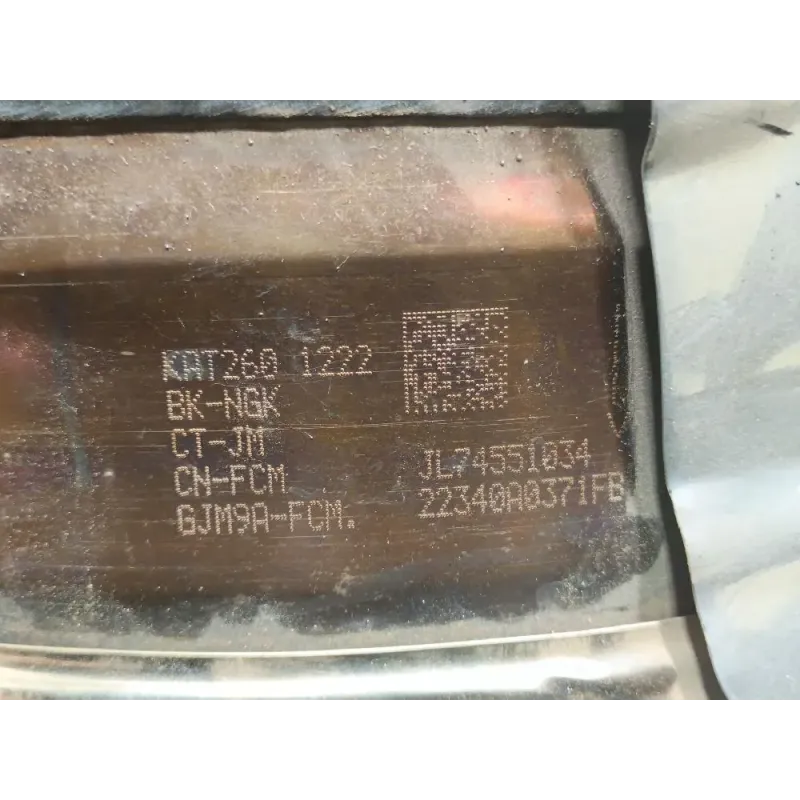 KAT260 1222
BK-NGK
CT-JM
CN-FCM
GJM9A-FCM.
JL74551034
22340A0371FB